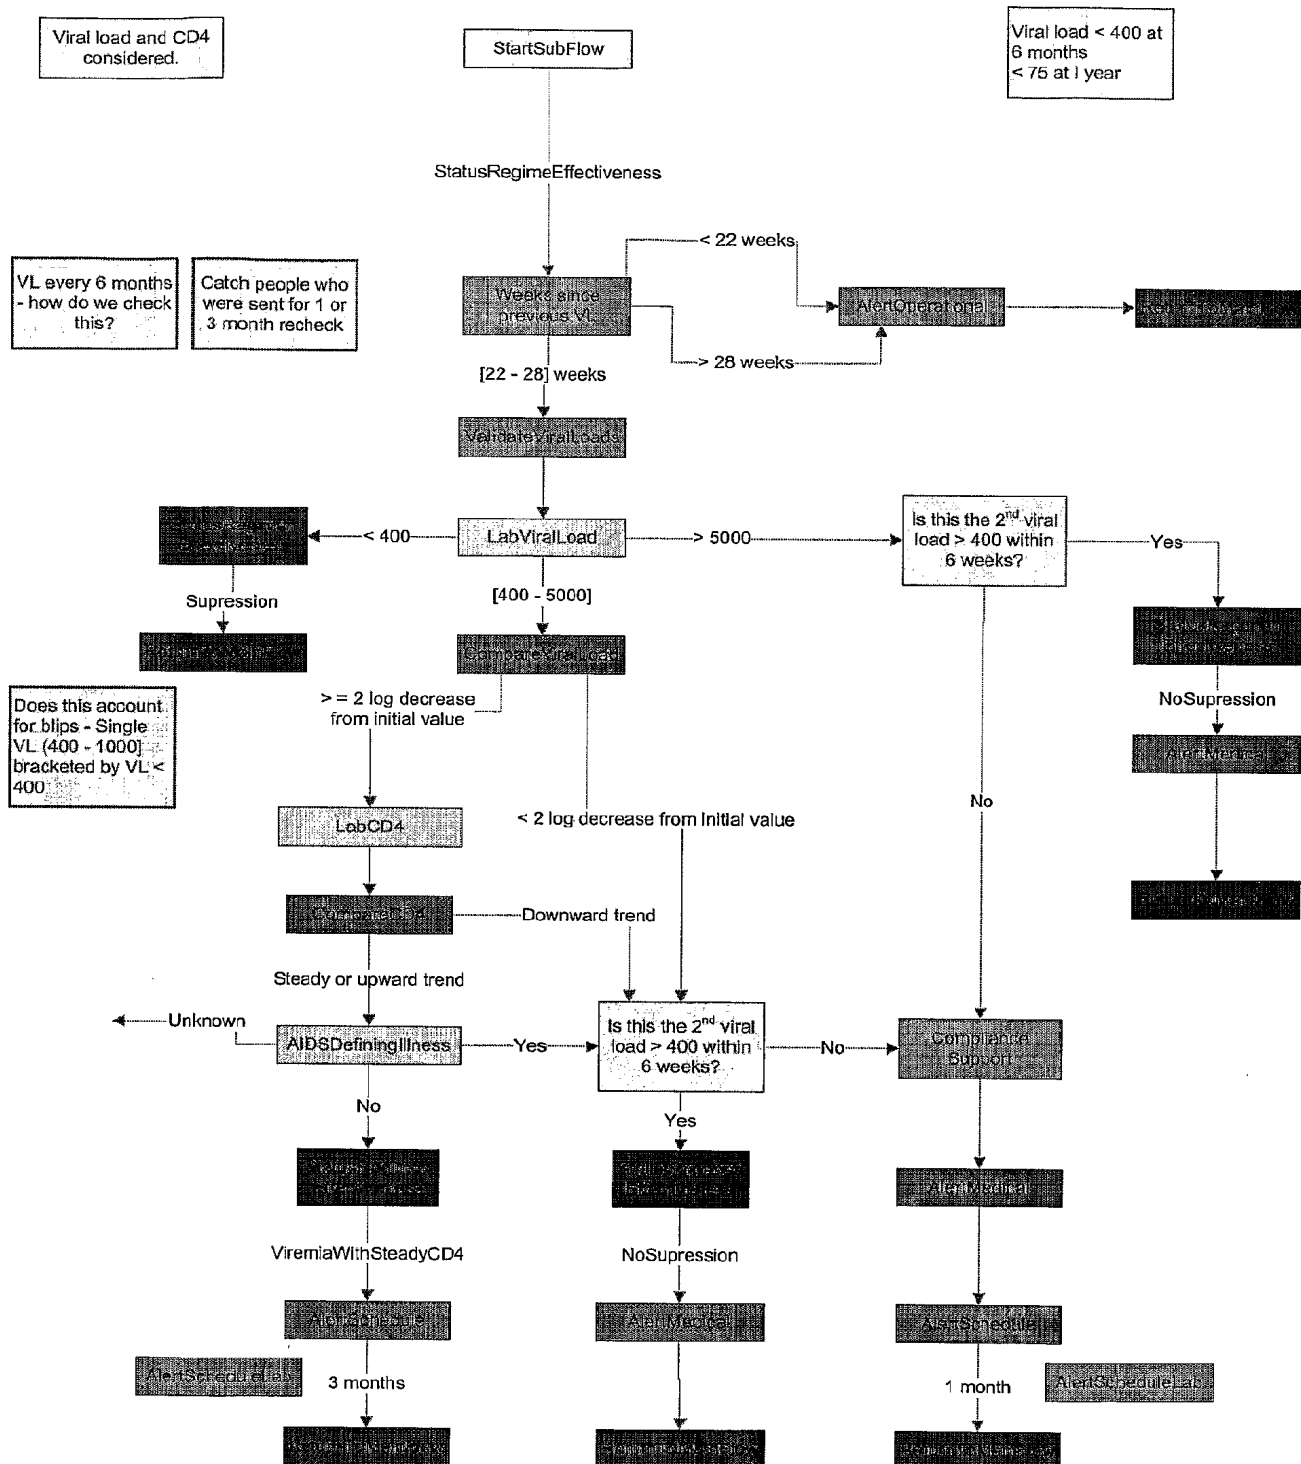 Viral load and CD4
considered.
StartSubFlow
Viral load < 400 at
6 months
< 75 at I year
StatusRegimeEffectiveness
< 22 weeks
VL every 6 months
- how do we check
this?
Catch people who
were sent for 1 or
3 month recheck
Weeks since
previous VL
AlertOperational
> 28 weeks
[22 - 28] weeks
ValidateViralLoads
< 400
LabViralLoad
> 5000
Is this the 2nd viral
load > 400 within
6 weeks?
Yes
[400 - 5000]
Supression
CompareViralLoad
NoSupression
Does this account
for blips - Single
VL (400 - 1000]
bracketed by VL <
400
> = 2 log decrease
from initial value
AlertMedical
No
LabCD4
< 2 log decrease from initial value
CompareCD4
Downward trend
Steady or upward trend
Unknown
AIDSDefiningIllness
Yes
Is this the 2nd viral
load > 400 within
6 weeks?
No
Compliance
Support
No
Yes
AlertMedical
ViremiaWithSteadyCD4
NoSupression
AlertSchedule
AlertMedical
AlertSchedule
AlertScheduleLab
3 months
1 month
AlertScheduleLab